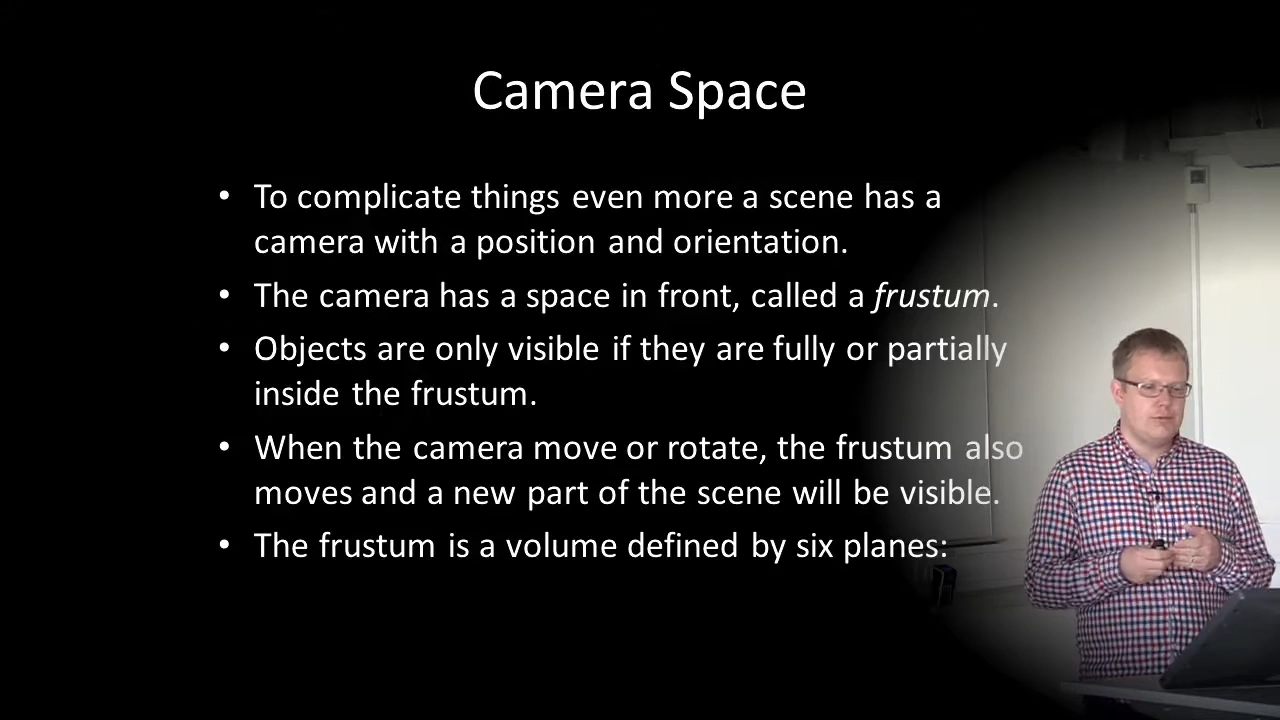 Camera Space
• To complicate things even more a scene has a
camera with a position and orientation.
• The camera has a space in front, called a frustum.
• Objects are only visible if they are fully or partially
inside the frustum.
• When the camera move or rotate, the frustum also
moves and a new part of the scene will be visible.
• The frustum is a volume defined by six planes: